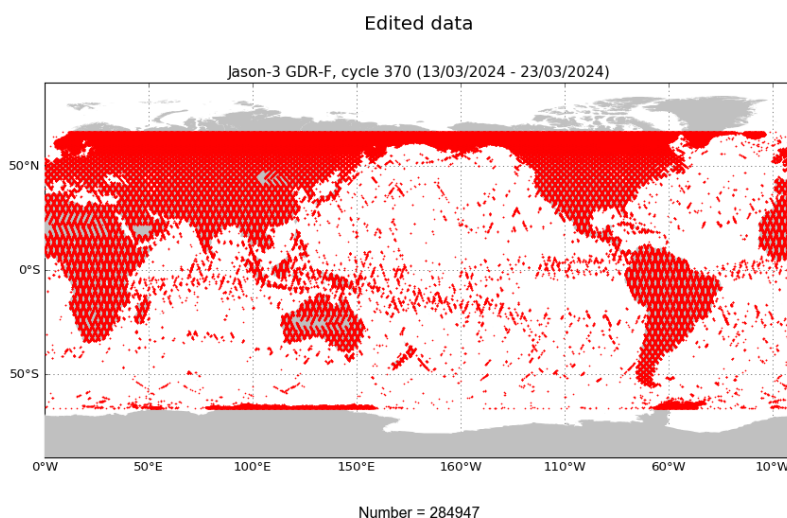 Edited data
Jason-3 GDR-F, cycle 370 (13/03/2024 - 23/03/2024)
50°N
0°S
50°S
0°W 50°E 100°E 150°E 160°W 110°W 60°W 10°W
Number = 284947